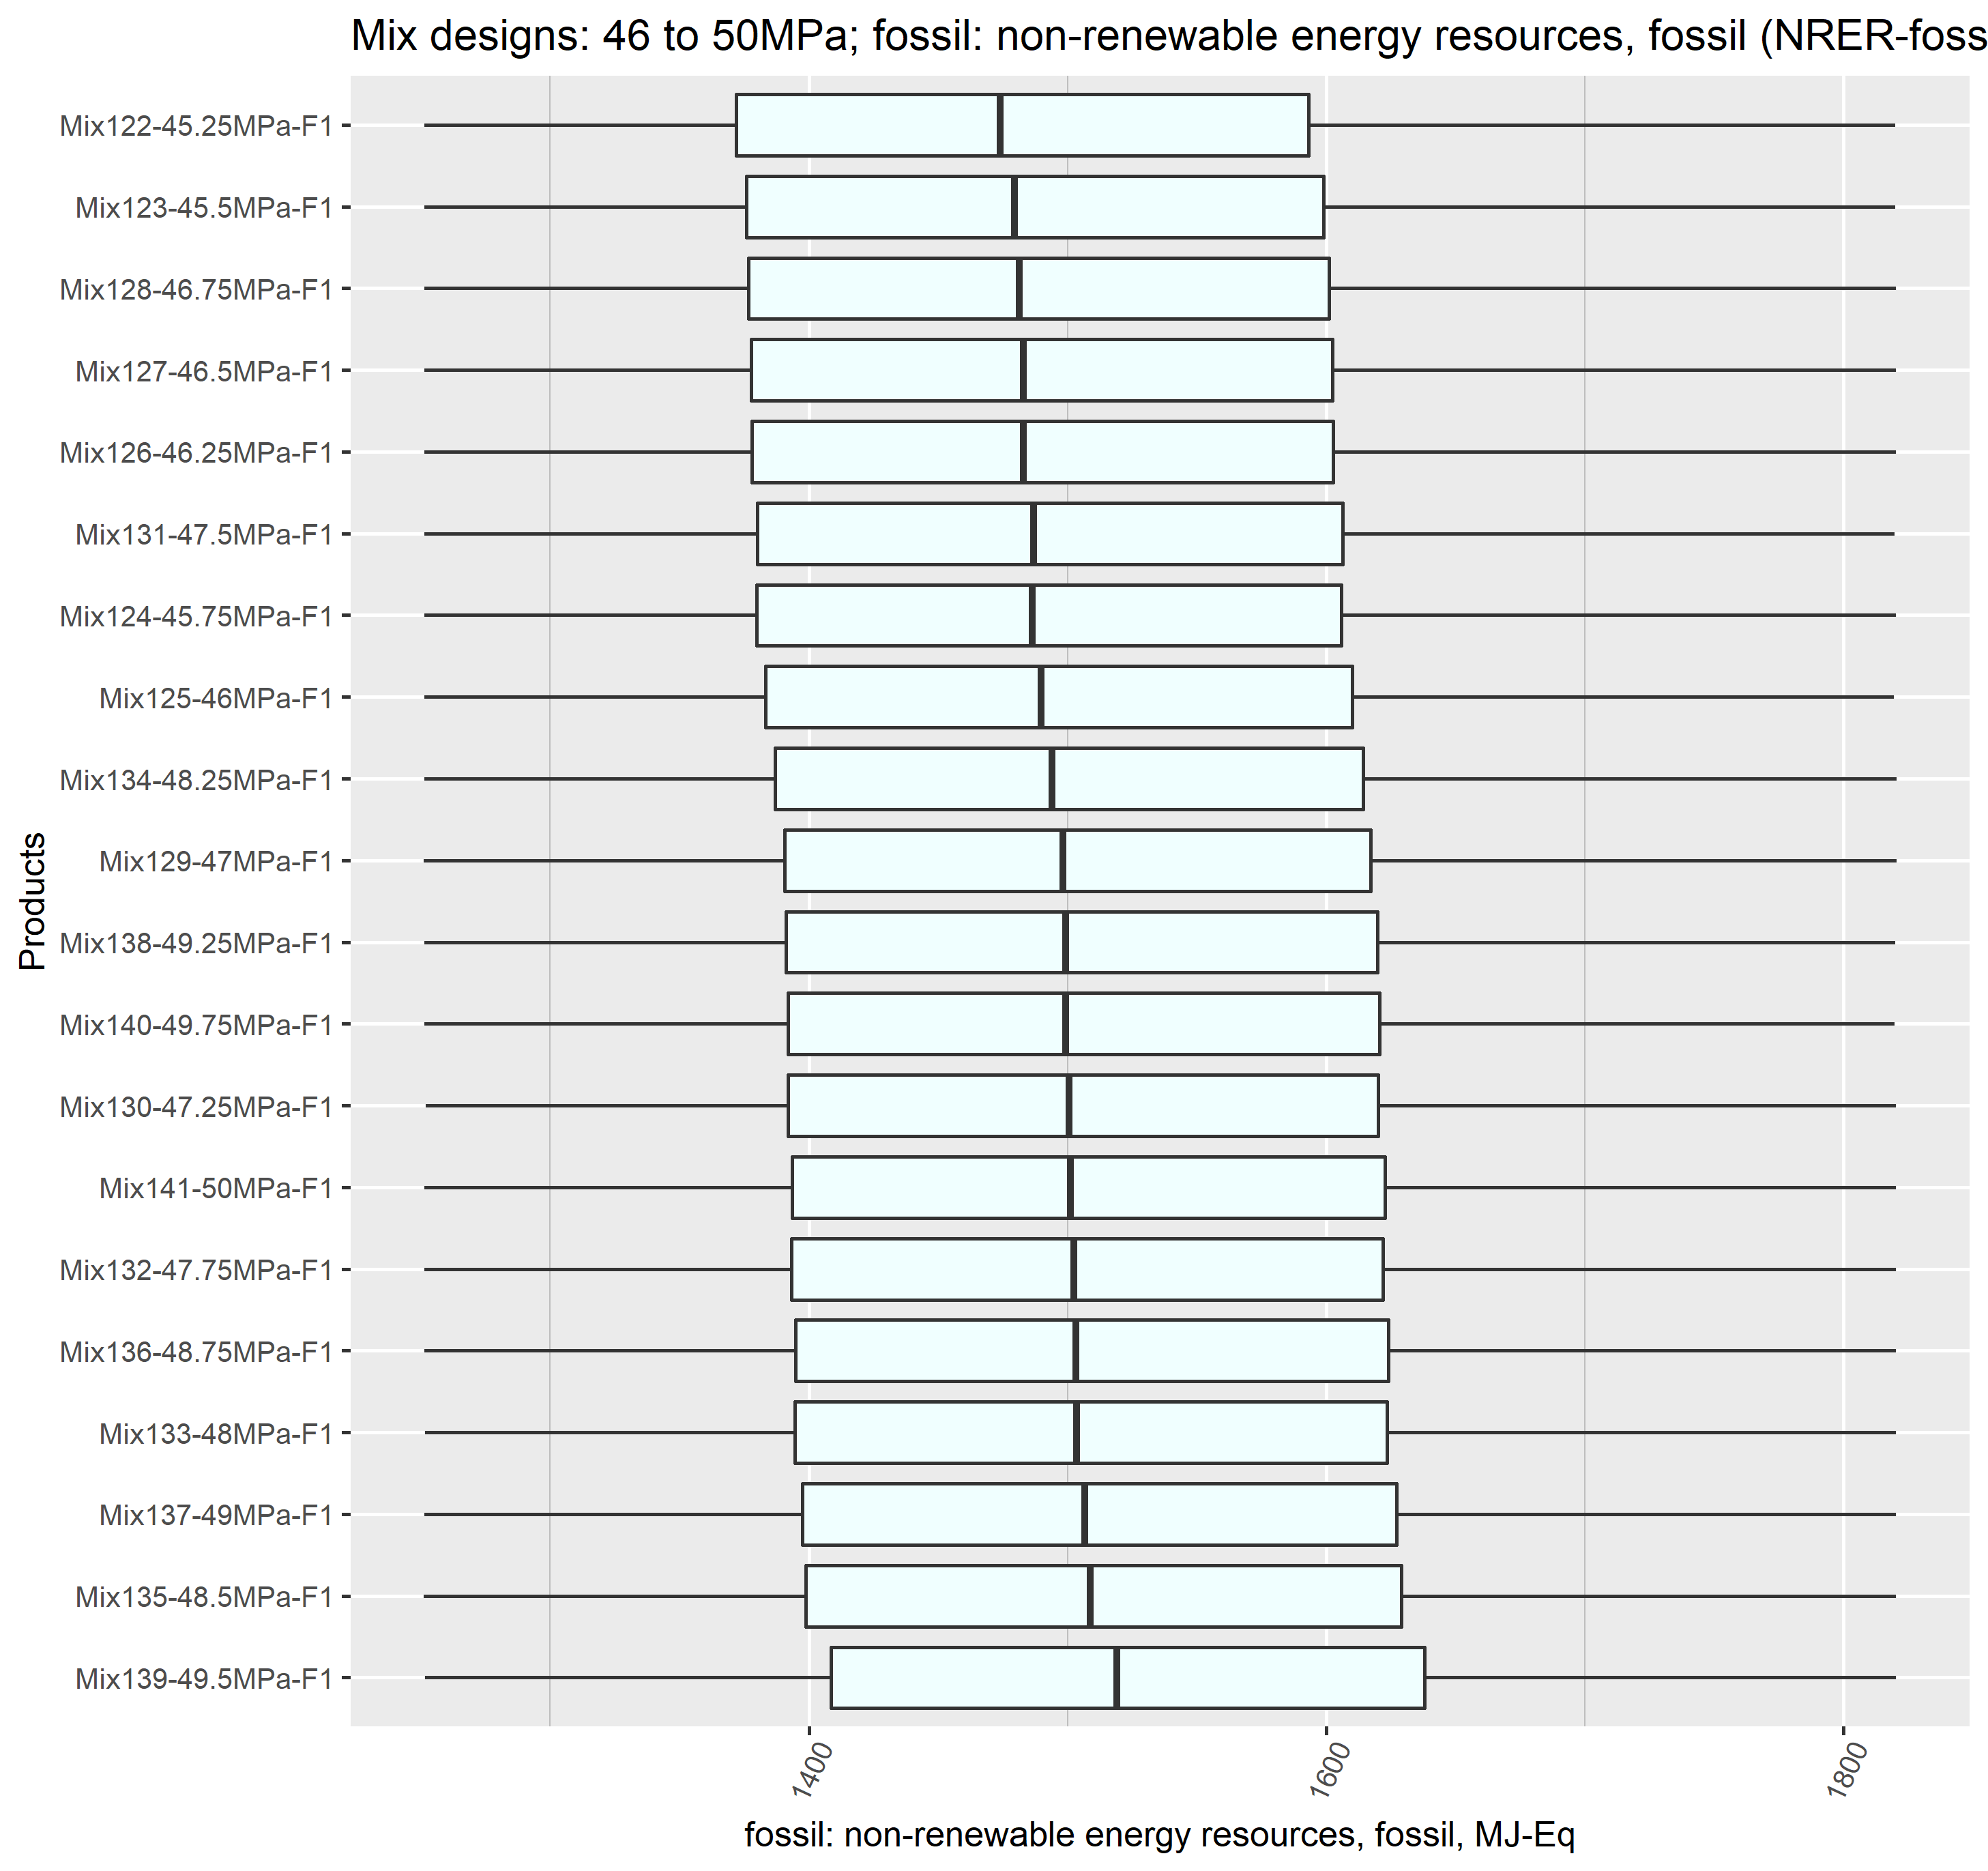 Mix designs: 46 to 50MPa; fossil: non-renewable energy resources, fossil (NRER-foss
Mix122-45.25MPa-F1
Mix123-45.5MPa-F1
Mix128-46.75MPa-F1
Mix127-46.5MPa-F1
Mix126-46.25MPa-F1
Mix131-47.5MPa-F1
Mix124-45.75MPa-F1
Mix125-46MPa-F1
Mix134-48.25MPa-F1
Mix129-47MPa-F1
Mix138-49.25MPa-F1
Mix140-49.75MPa-F1
Mix130-47.25MPa-F1
Mix141-50MPa-F1
Mix132-47.75MPa-F1
Mix136-48.75MPa-F1
Mix133-48MPa-F1
Mix137-49MPa-F1
Mix135-48.5MPa-F1
Mix139-49.5MPa-F1
Products
1400
1600
1800
fossil: non-renewable energy resources, fossil, MJ-Eq